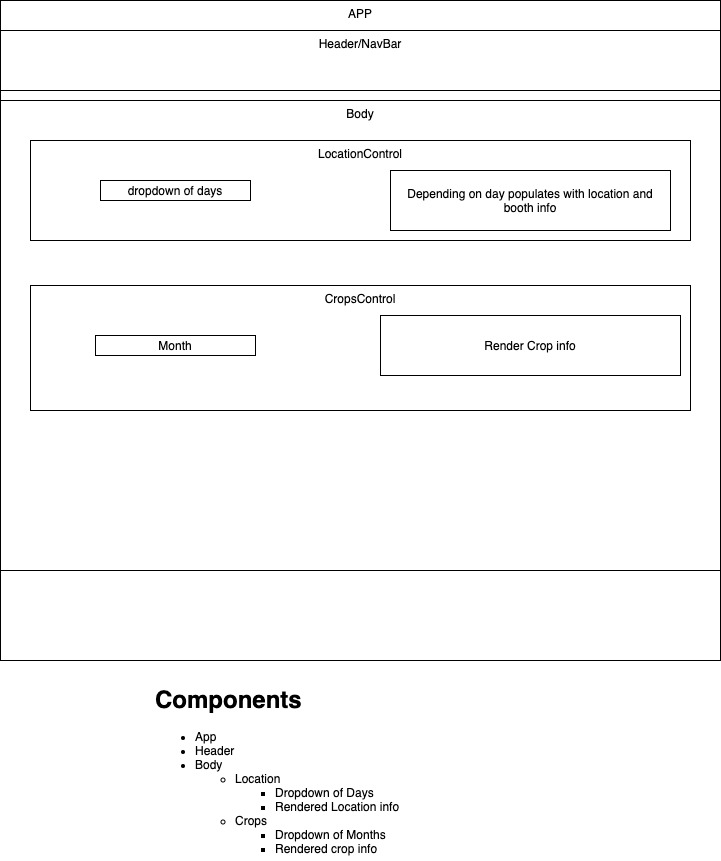 APP
Header/NavBar
Body
LocationControl
dropdown of days
Depending on day populates with location and
booth info
CropsControl
Month
Render Crop info
Components
• App
• Header
• Body
○ Location
▪ Dropdown of Days
▪ Rendered Location info
○ Crops
▪ Dropdown of Months
▪ Rendered crop info